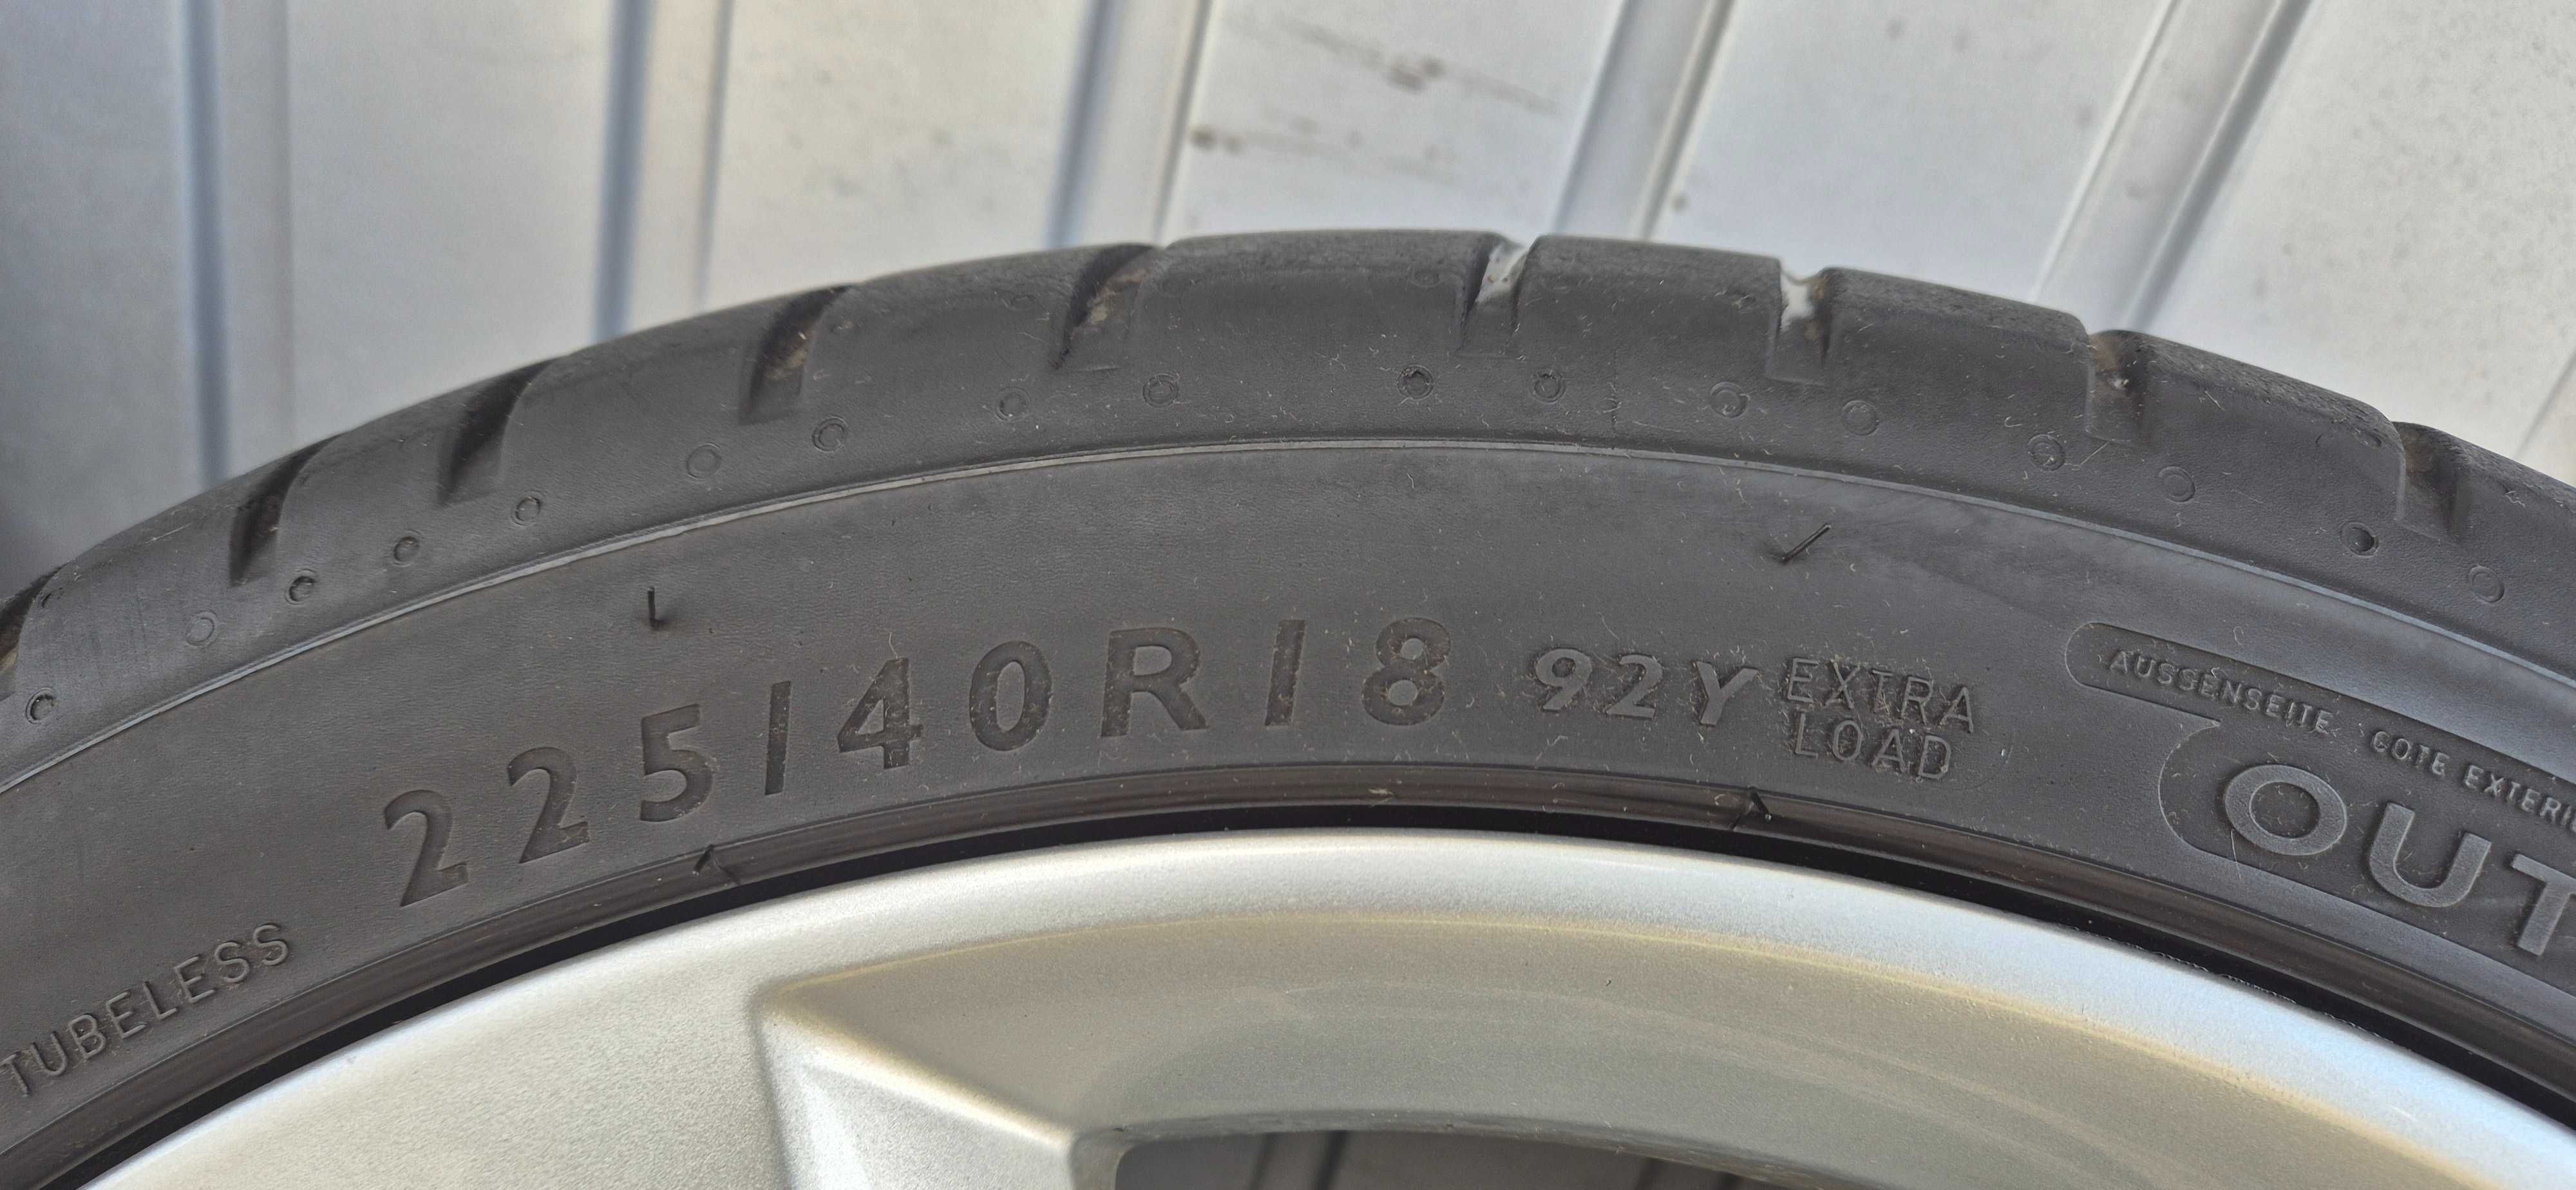 TUBELESS
225/40R18 92Y EXTRA
LOAD
AUSSENSEITE COTE EXTERI
OUT